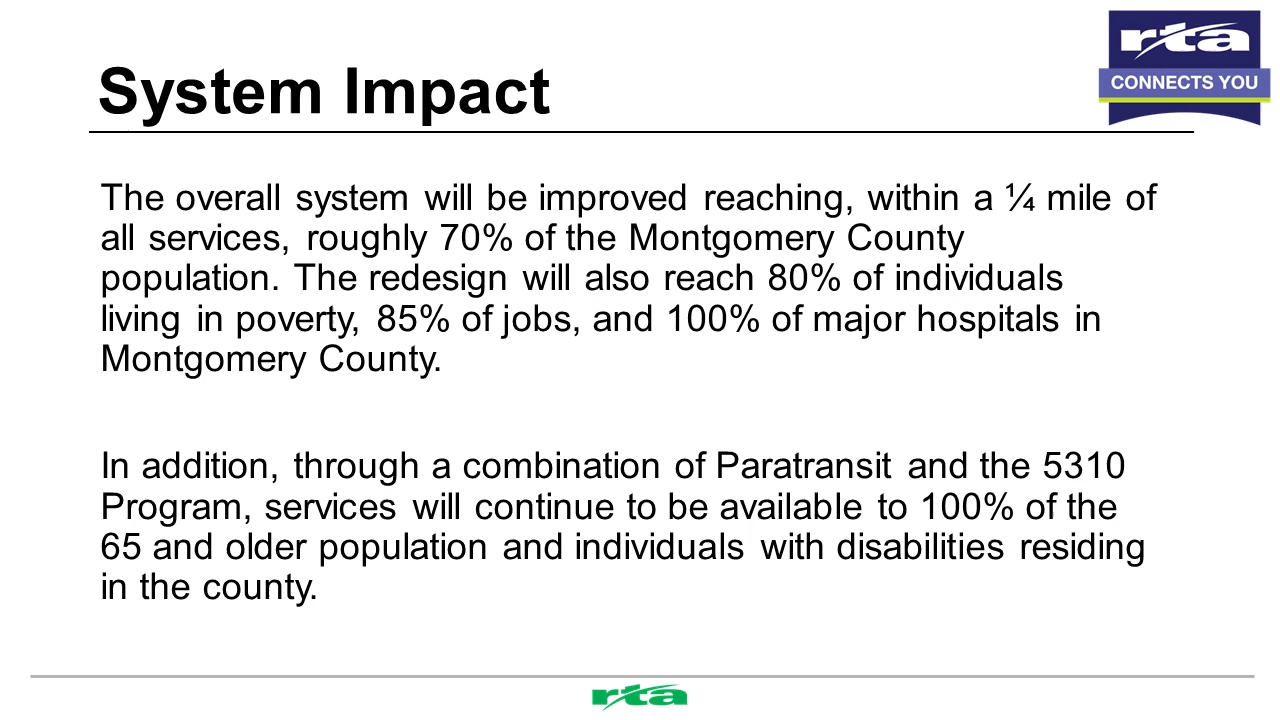 rta
CONNECTS YOU
System Impact
The overall system will be improved reaching, within a ¼ mile of
all services, roughly 70% of the Montgomery County
population. The redesign will also reach 80% of individuals
living in poverty, 85% of jobs, and 100% of major hospitals in
Montgomery County.
In addition, through a combination of Paratransit and the 5310
Program, services will continue to be available to 100% of the
65 and older population and individuals with disabilities residing
in the county.
rta